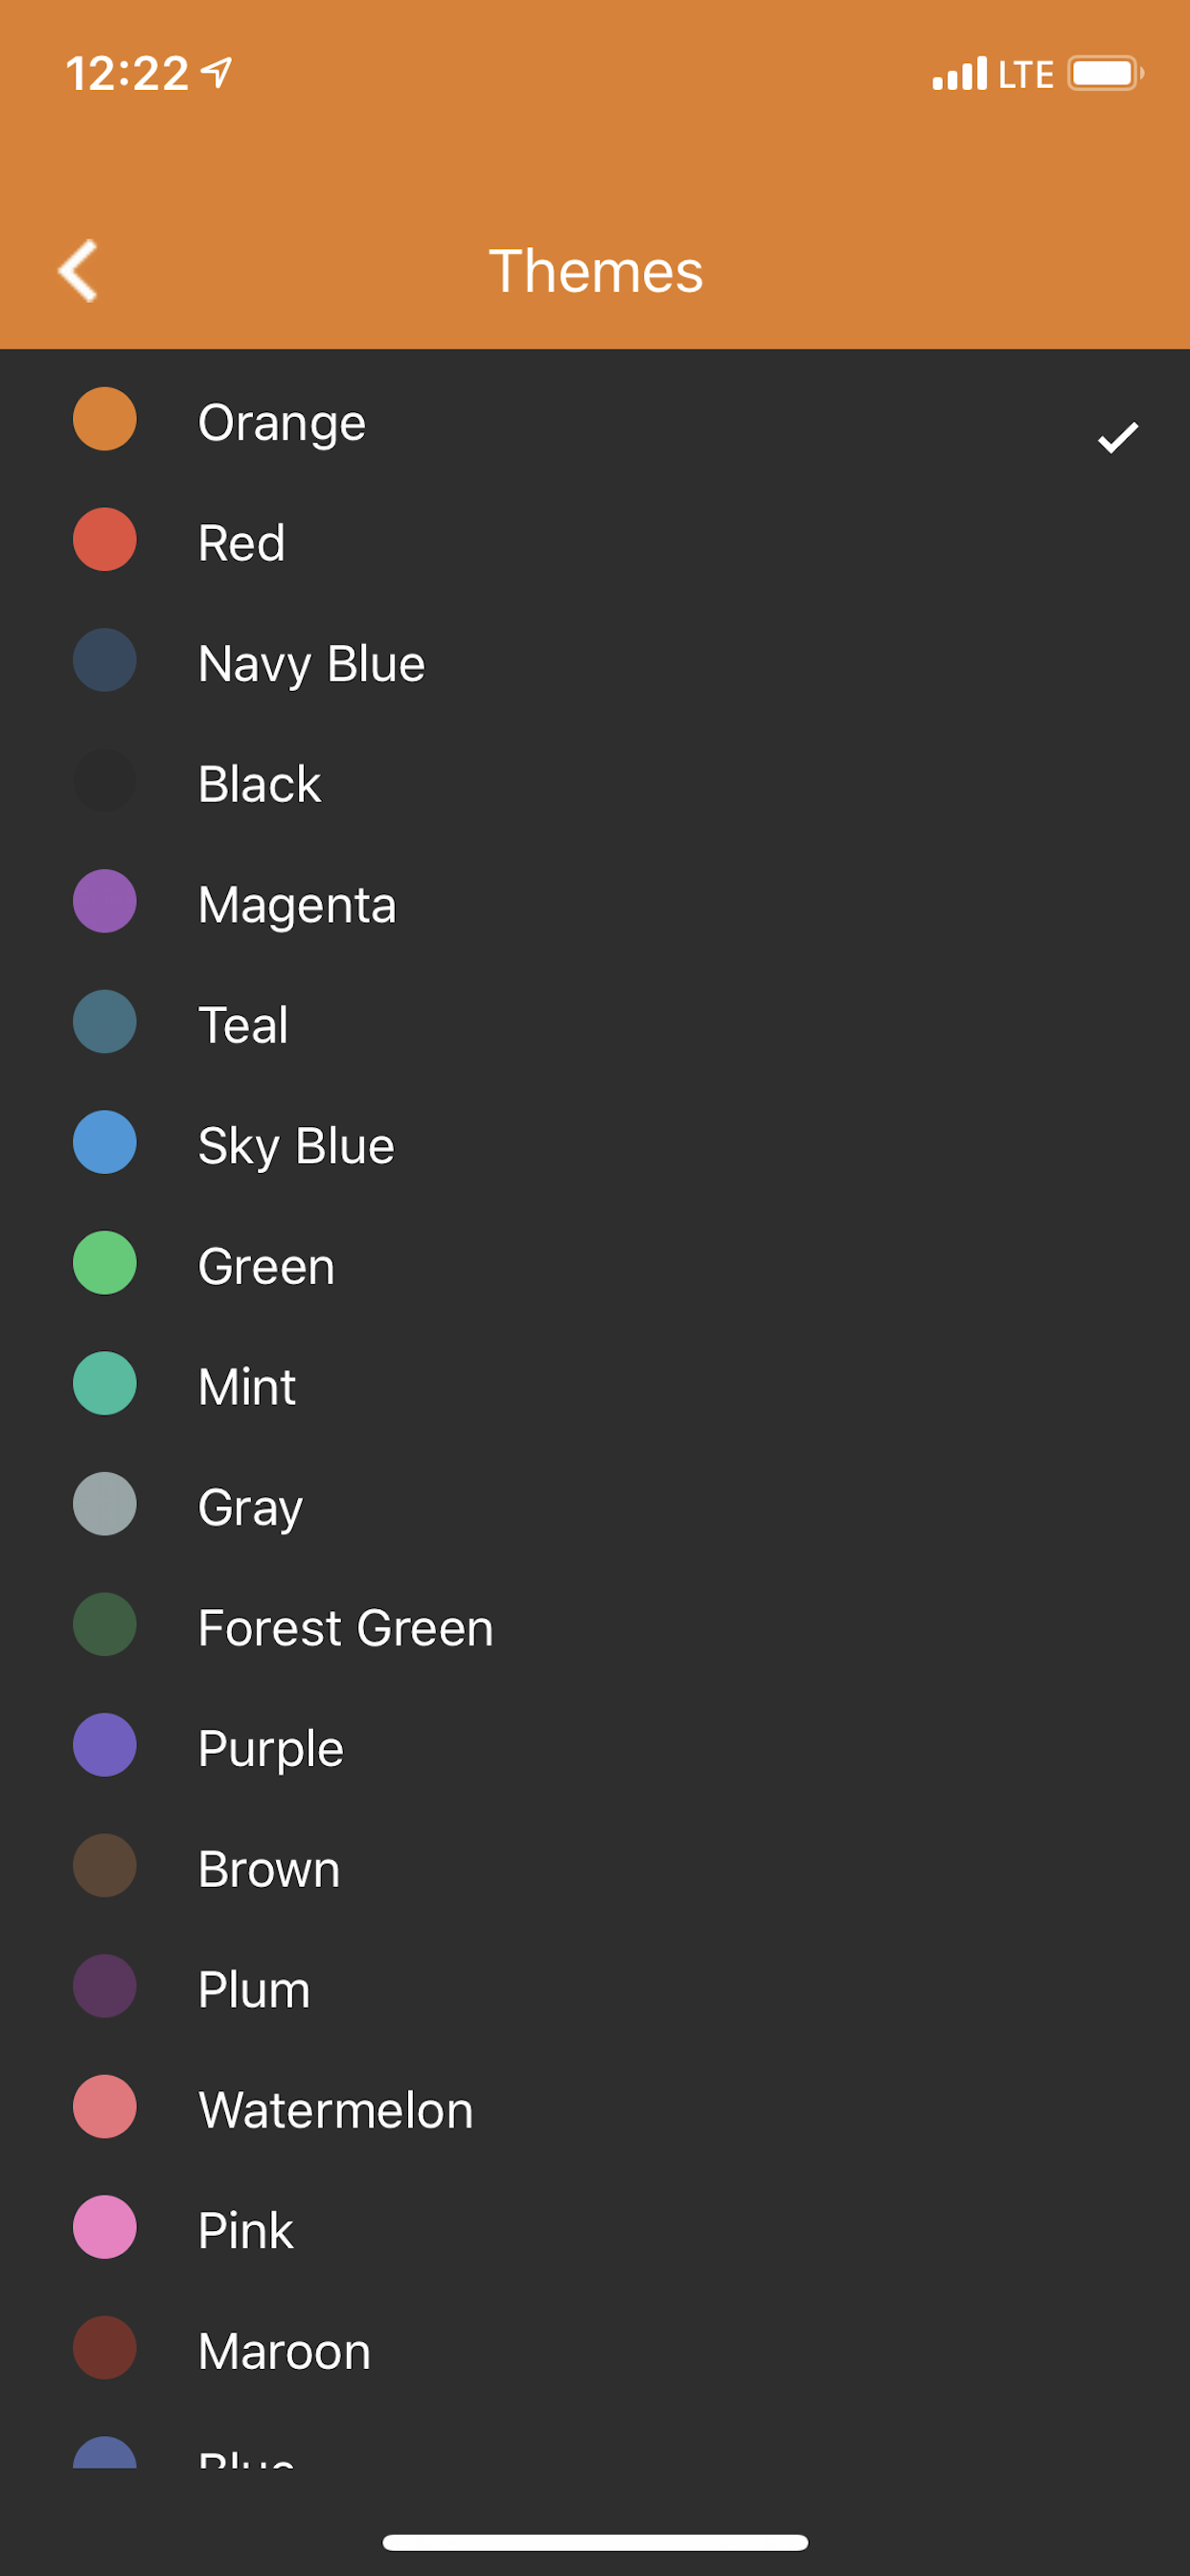 12:22 LTE
Themes
Orange
Red
Navy Blue
Black
Magenta
Teal
Sky Blue
Green
Mint
Gray
Forest Green
Purple
Brown
Plum
Watermelon
Pink
Maroon
Blue